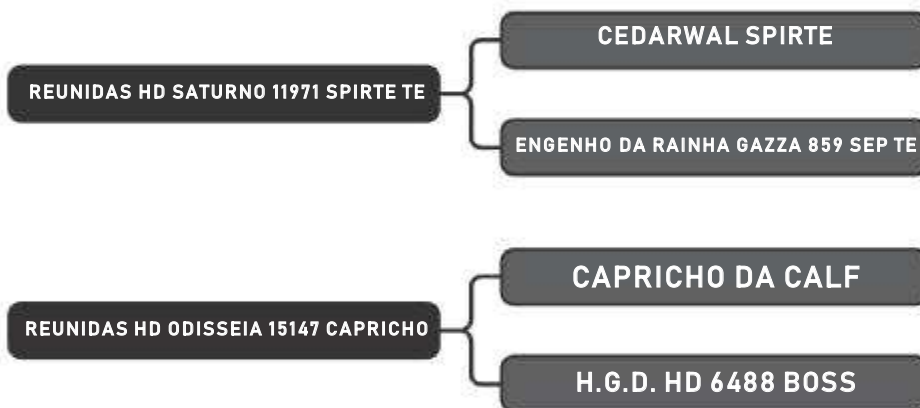 CEDARWAL SPIRTE
REUNIDAS HD SATURNO 11971 SPIRTE TE
ENGENHO DA RAINHA GAZZA 859 SEP TE
CAPRICHO DA CALF
REUNIDAS HD ODISSEIA 15147 CAPRICHO
H.G.D. HD 6488 BOSS